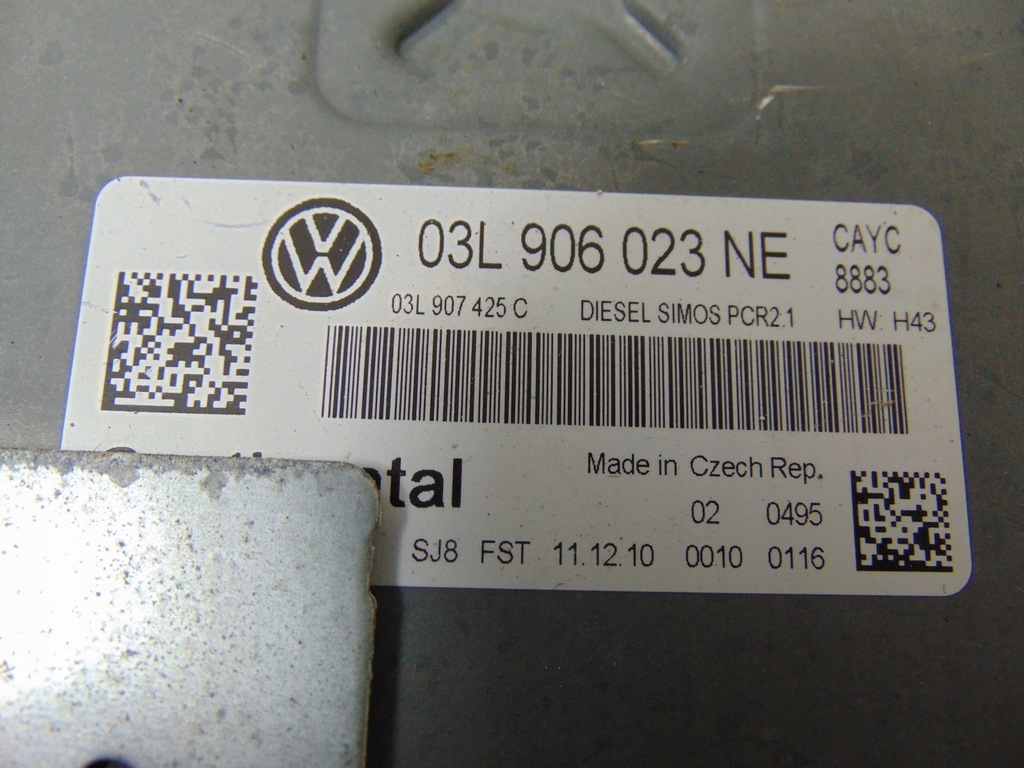 VW 03L 906 023 NE CAYC
8883
03L 907 425 C DIESEL SIMOS PCR2.1 HW: H43
Made in Czech Rep.
02 0495
SJ8 FST 11.12.10 0010 0116